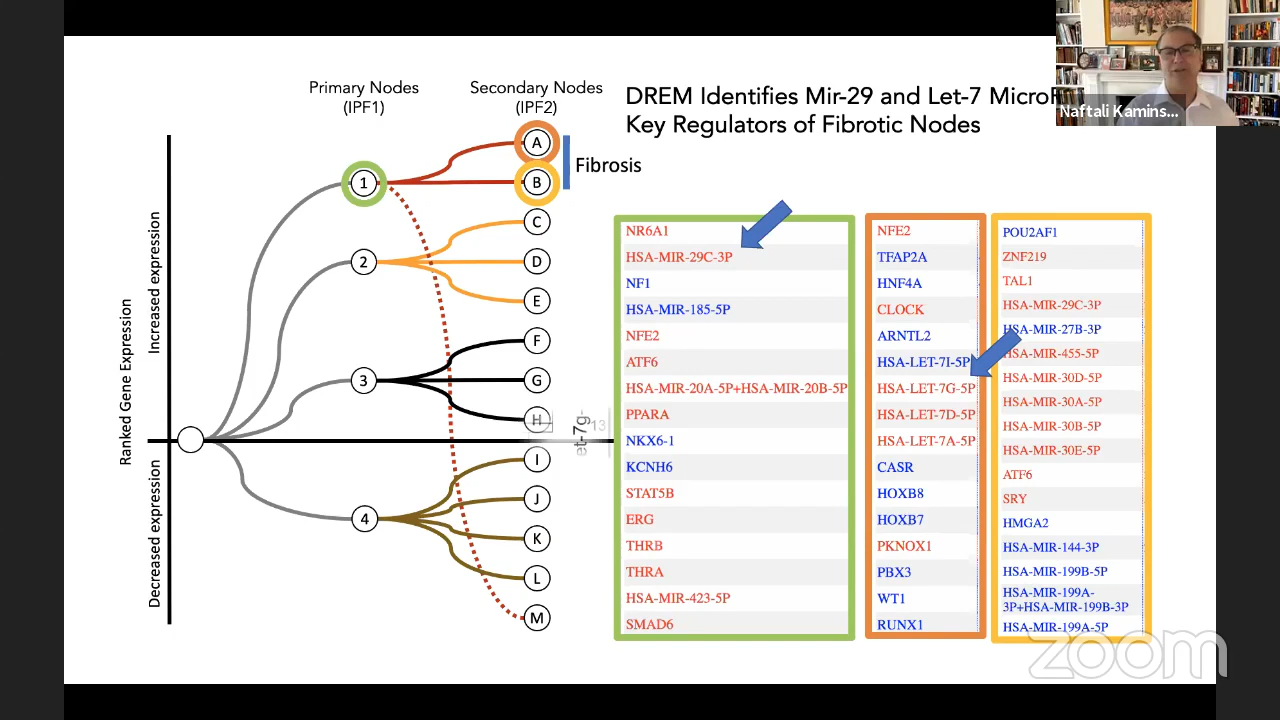 Primary Nodes
(IPF1)
Secondary Nodes
(IPF2)
DREM Identifies Mir-29 and Let-7
Key Regulators of Fibrotic Nodes
Naftali Kamins...
Ranked Gene Expression
Increased expression
Decreased expression
1
2
3
4
A
B
C
D
E
F
G
H
I
J
K
L
M
Fibrosis
et-7g-
13
NR6A1
HSA-MIR-29C-3P
NF1
HSA-MIR-185-5P
NFE2
ATF6
HSA-MIR-20A-5P+HSA-MIR-20B-5P
PPARA
NKX6-1
KCNH6
STAT5B
ERG
THRB
THRA
HSA-MIR-423-5P
SMAD6
NFE2
TFAP2A
HNF4A
CLOCK
ARNTL2
HSA-LET-7I-5P
HSA-LET-7G-5P
HSA-LET-7D-5P
HSA-LET-7A-5P
CASR
HOXB8
HOXB7
PKNOX1
PBX3
WT1
RUNX1
POU2AF1
ZNF219
TAL1
HSA-MIR-29C-3P
HSA-MIR-27B-3P
HSA-MIR-455-5P
HSA-MIR-30D-5P
HSA-MIR-30A-5P
HSA-MIR-30B-5P
HSA-MIR-30E-5P
ATF6
SRY
HMGA2
HSA-MIR-144-3P
HSA-MIR-199B-5P
HSA-MIR-199A-
3P+HSA-MIR-199B-3P
HSA-MIR-199A-5P
zoom